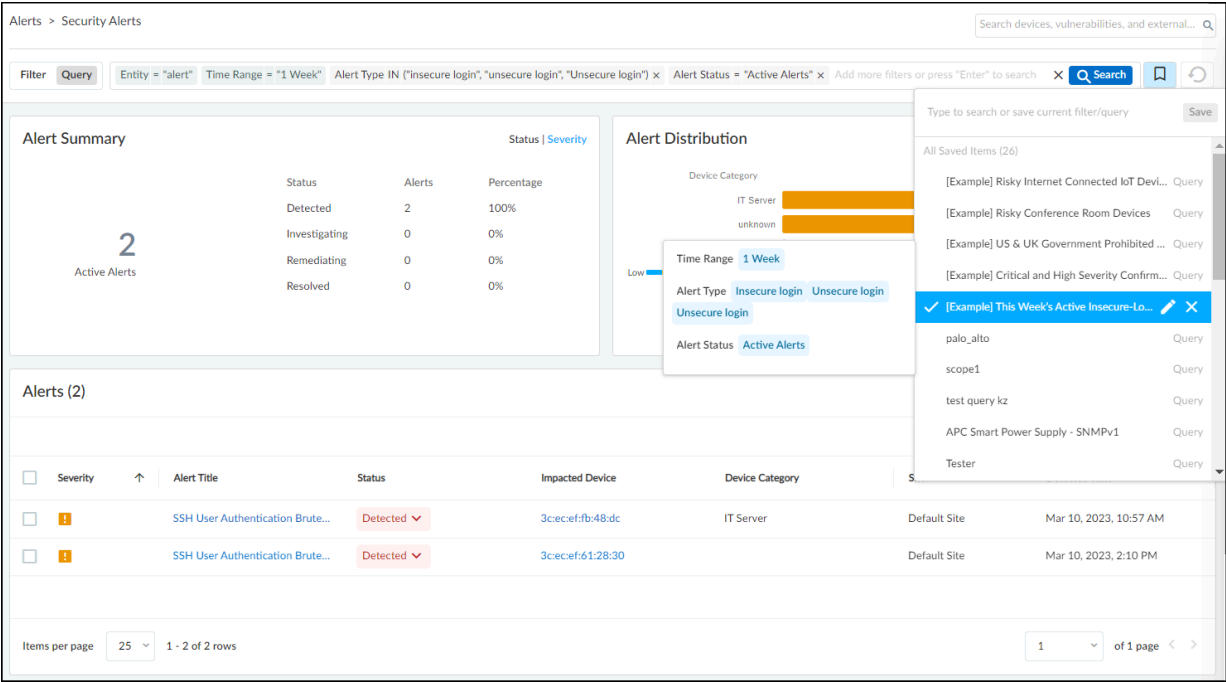 Alerts > Security Alerts
Search devices, vulnerabilities, and external...
Filter Query Entity = "alert" Time Range = "1 Week" Alert Type IN ("insecure login", "unsecure login", "Unsecure login") × Alert Status = "Active Alerts" × Add more filters or press "Enter" to search × Search
Type to search or save current filter/query Save
All Saved Items (26)
[Example] Risky Internet Connected IoT Devi... Query
[Example] Risky Conference Room Devices Query
[Example] US & UK Government Prohibited ... Query
[Example] Critical and High Severity Confirm... Query
[Example] This Week's Active Insecure-Lo...
palo_alto Query
scope1 Query
test query kz Query
APC Smart Power Supply - SNMPv1 Query
Tester Query
Alert Summary Status | Severity
Status Alerts Percentage
Detected 2 100%
Investigating 0 0%
Remediating 0 0%
Resolved 0 0%
2
Active Alerts
Alert Distribution
Device Category
IT Server
unknown
Low
Time Range 1 Week
Alert Type Insecure login Unsecure login
Unsecure login
Alert Status Active Alerts
Alerts (2)
Severity Alert Title Status Impacted Device Device Category
SSH User Authentication Brute... Detected 3c:ec:ef:fb:48:dc IT Server Default Site Mar 10, 2023, 10:57 AM
SSH User Authentication Brute... Detected 3c:ec:ef:61:28:30 Default Site Mar 10, 2023, 2:10 PM
Items per page 25 1 - 2 of 2 rows 1 of 1 page